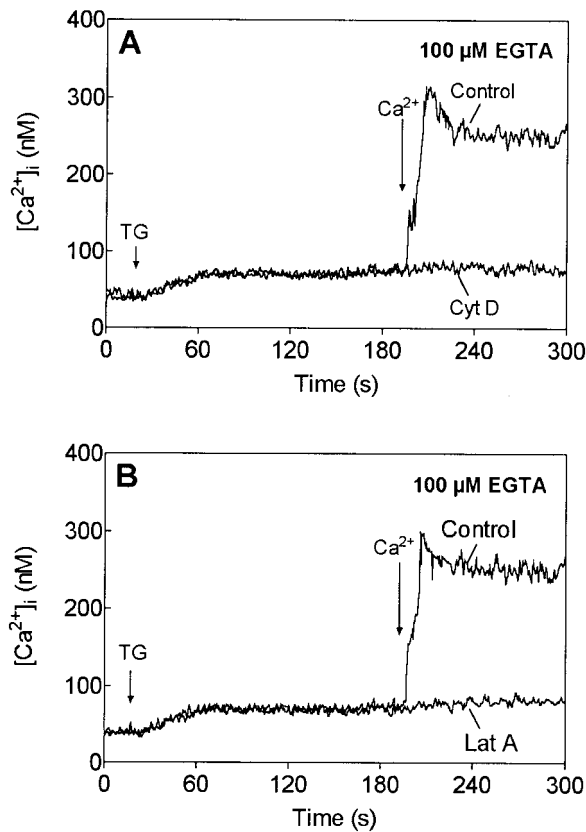 A
100 µM EGTA
[Ca²⁺]ᵢ (nM)
400
300
200
100
0
TG
Ca²⁺
Control
Cyt D
0 60 120 180 240 300
Time (s)
B
100 µM EGTA
[Ca²⁺]ᵢ (nM)
400
300
200
100
0
TG
Ca²⁺
Control
Lat A
0 60 120 180 240 300
Time (s)